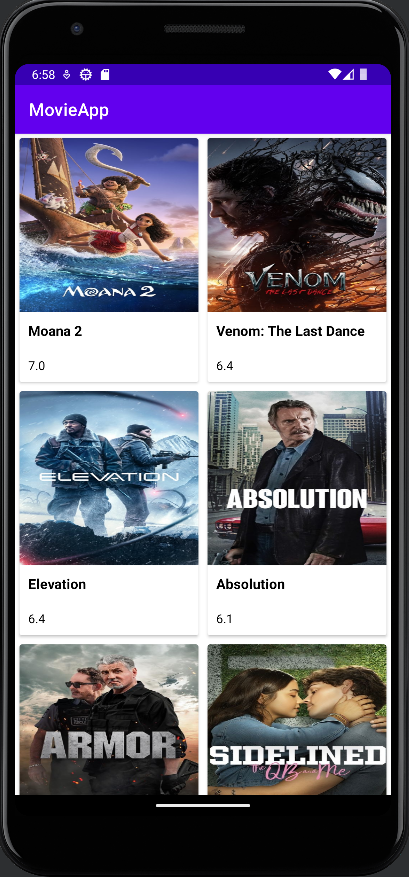 6:58
MovieApp
MOANA 2
VENOM
THE LAST DANCE
Moana 2
Venom: The Last Dance
7.0
6.4
ELEVATION
ABSOLUTION
Elevation
Absolution
6.4
6.1
ARMOR
SIDELINED
the QB and Me